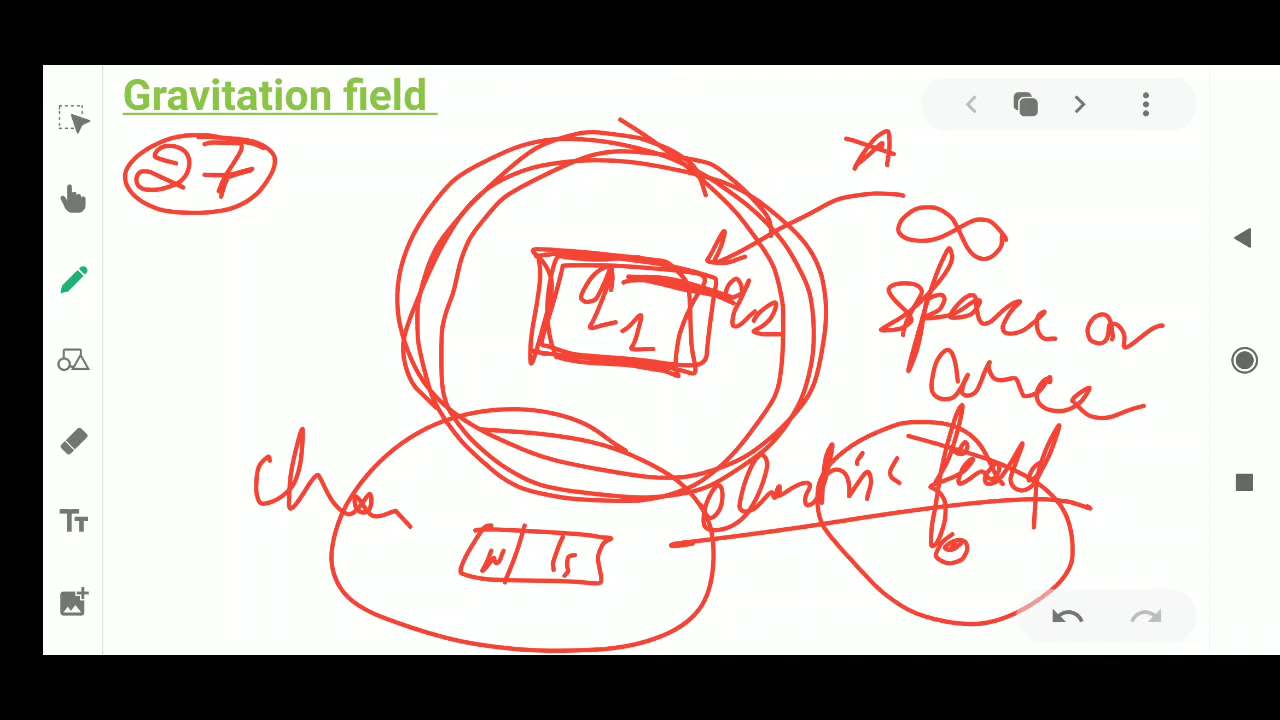 Gravitation field
27
∞
space or
area
q1 q2
electric field
N S